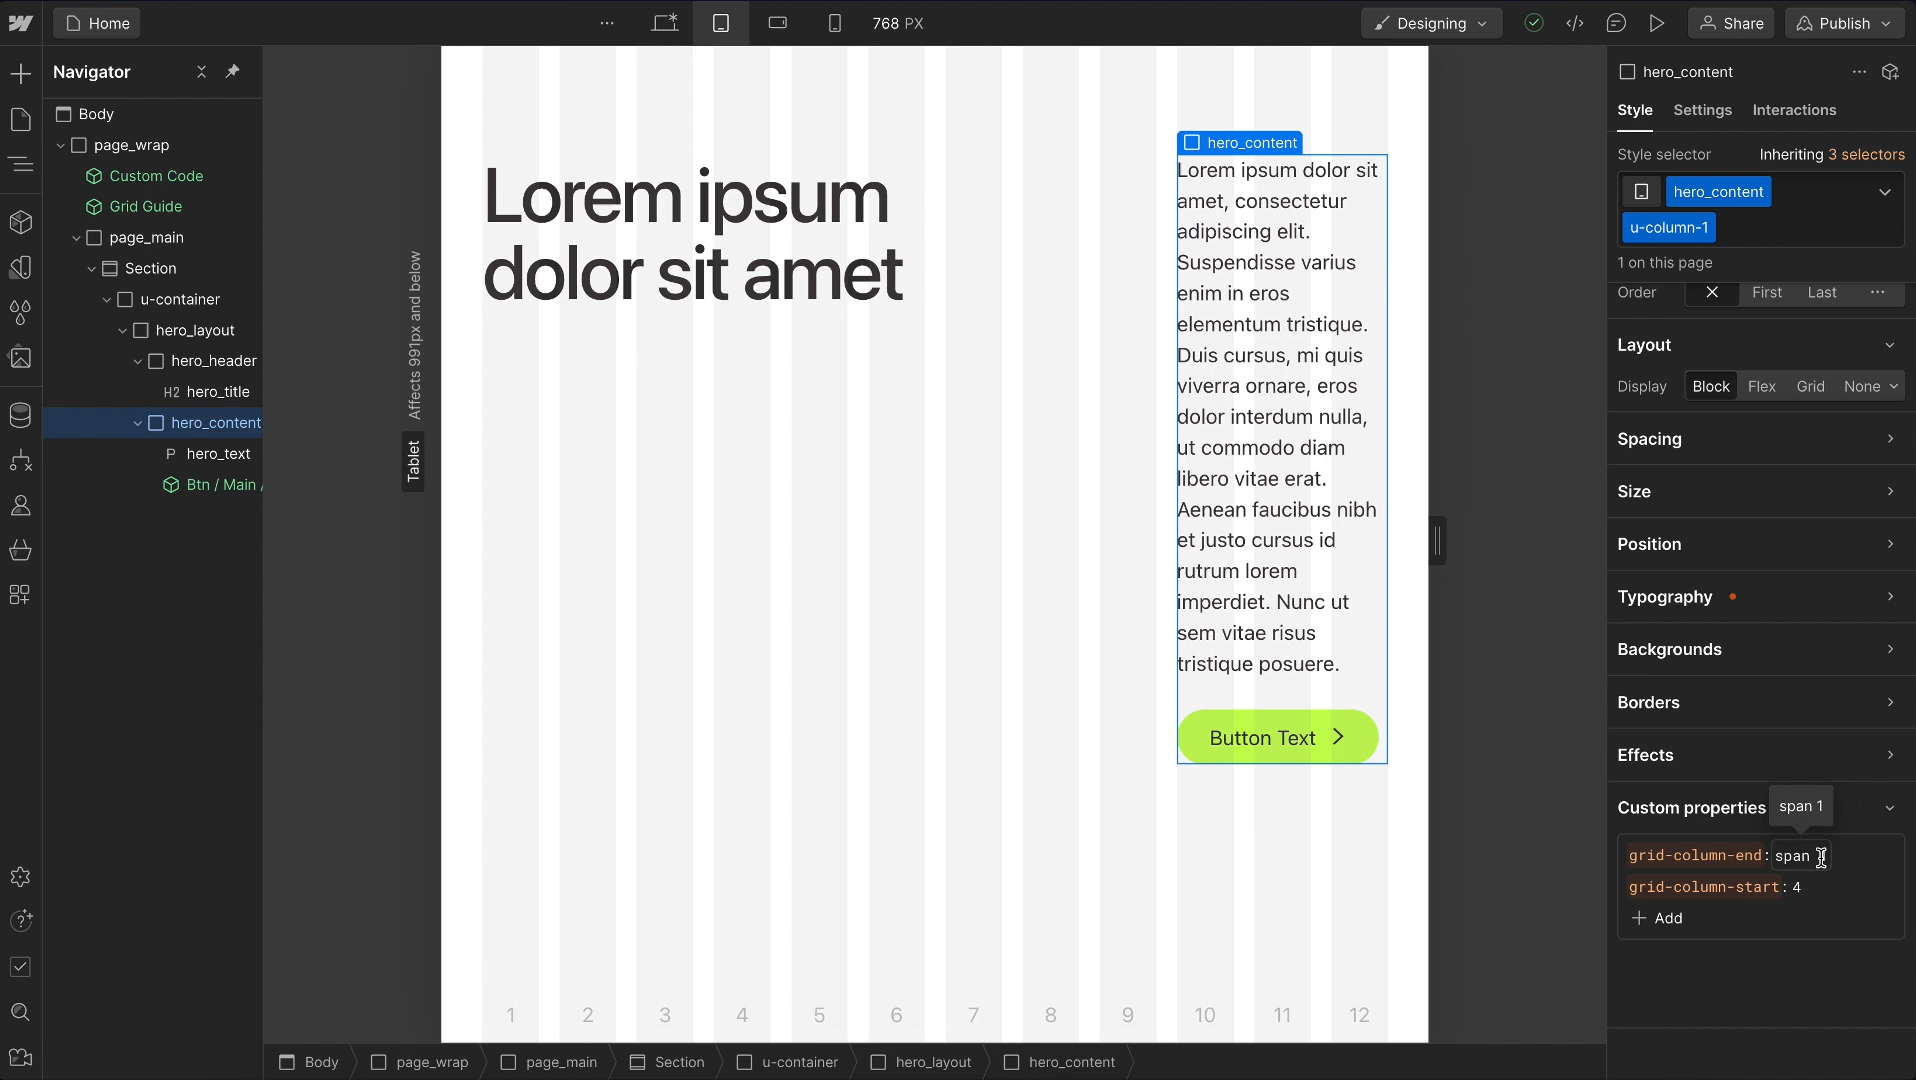 Home
768 PX
Designing
Share
Publish
Navigator
Body
page_wrap
Custom Code
Grid Guide
page_main
Section
u-container
hero_layout
hero_header
H2 hero_title
hero_content
P hero_text
Btn / Main /
Affects 991px and below
Tablet
Lorem ipsum
dolor sit amet
hero_content
Lorem ipsum dolor sit
amet, consectetur
adipiscing elit.
Suspendisse varius
enim in eros
elementum tristique.
Duis cursus, mi quis
viverra ornare, eros
dolor interdum nulla,
ut commodo diam
libero vitae erat.
Aenean faucibus nibh
et justo cursus id
rutrum lorem
imperdiet. Nunc ut
sem vitae risus
tristique posuere.
Button Text
1 2 3 4 5 6 7 8 9 10 11 12
Body page_wrap page_main Section u-container hero_layout hero_content
hero_content
Style Settings Interactions
Style selector Inheriting 3 selectors
hero_content
u-column-1
1 on this page
Order First Last
Layout
Display Block Flex Grid None
Spacing
Size
Position
Typography
Backgrounds
Borders
Effects
Custom properties
span 1
grid-column-end: span
grid-column-start: 4
Add